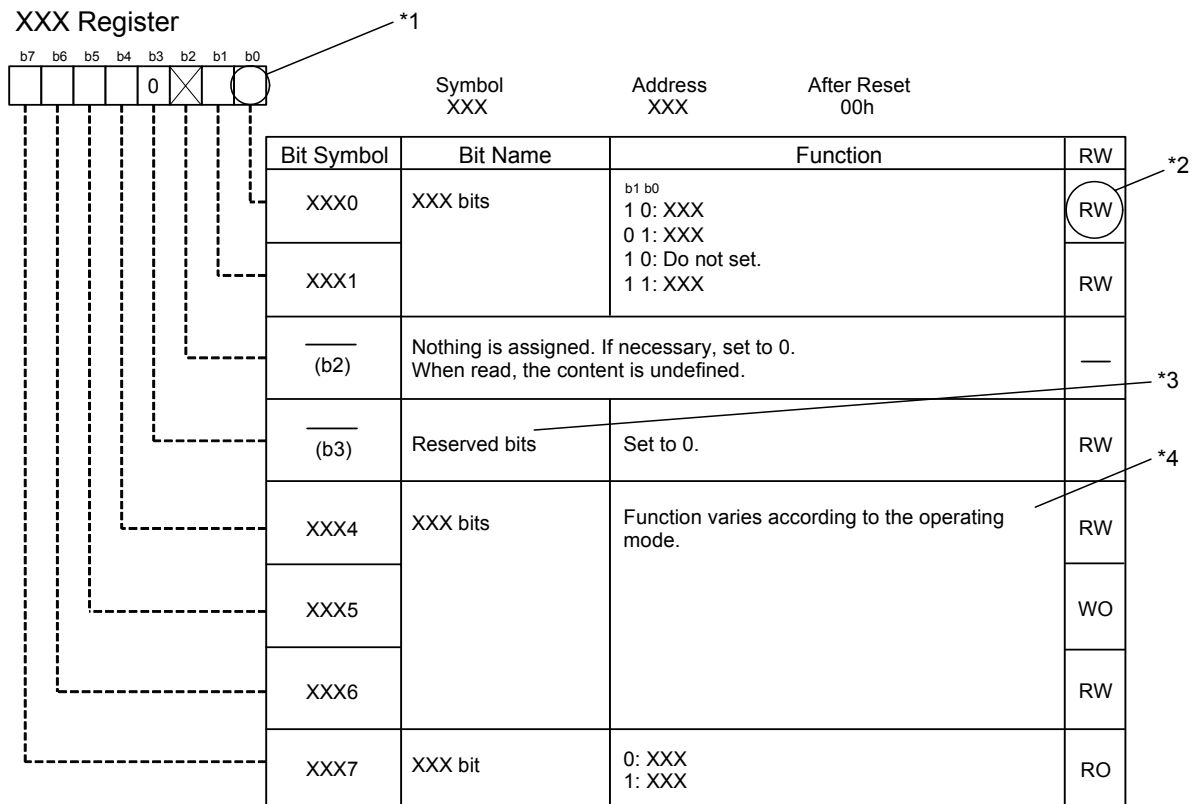 XXX Register
*1
b7 b6 b5 b4 b3 b2 b1 b0
0
Symbol Address After Reset
XXX XXX 00h
Bit Symbol Bit Name Function RW
*2
XXX0 XXX bits b1 b0 RW
1 0: XXX
0 1: XXX
1 0: Do not set.
XXX1 1 1: XXX RW
(b2) Nothing is assigned. If necessary, set to 0. —
When read, the content is undefined.
*3
(b3) Reserved bits Set to 0. RW
*4
XXX4 XXX bits Function varies according to the operating RW
mode.
XXX5 WO
XXX6 RW
XXX7 XXX bit 0: XXX RO
1: XXX